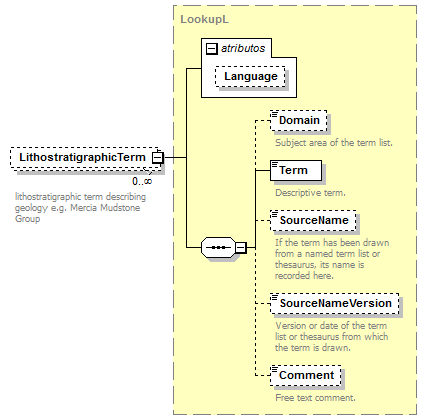 LookupL
atributos
Language
LithostratigraphicTerm
0..∞
lithostratigraphic term describing
geology e.g. Mercia Mudstone
Group
Domain
Subject area of the term list.
Term
Descriptive term.
SourceName
If the term has been drawn
from a named term list or
thesaurus, its name is
recorded here.
SourceNameVersion
Version or date of the term
list or thesaurus from which
the term is drawn.
Comment
Free text comment.